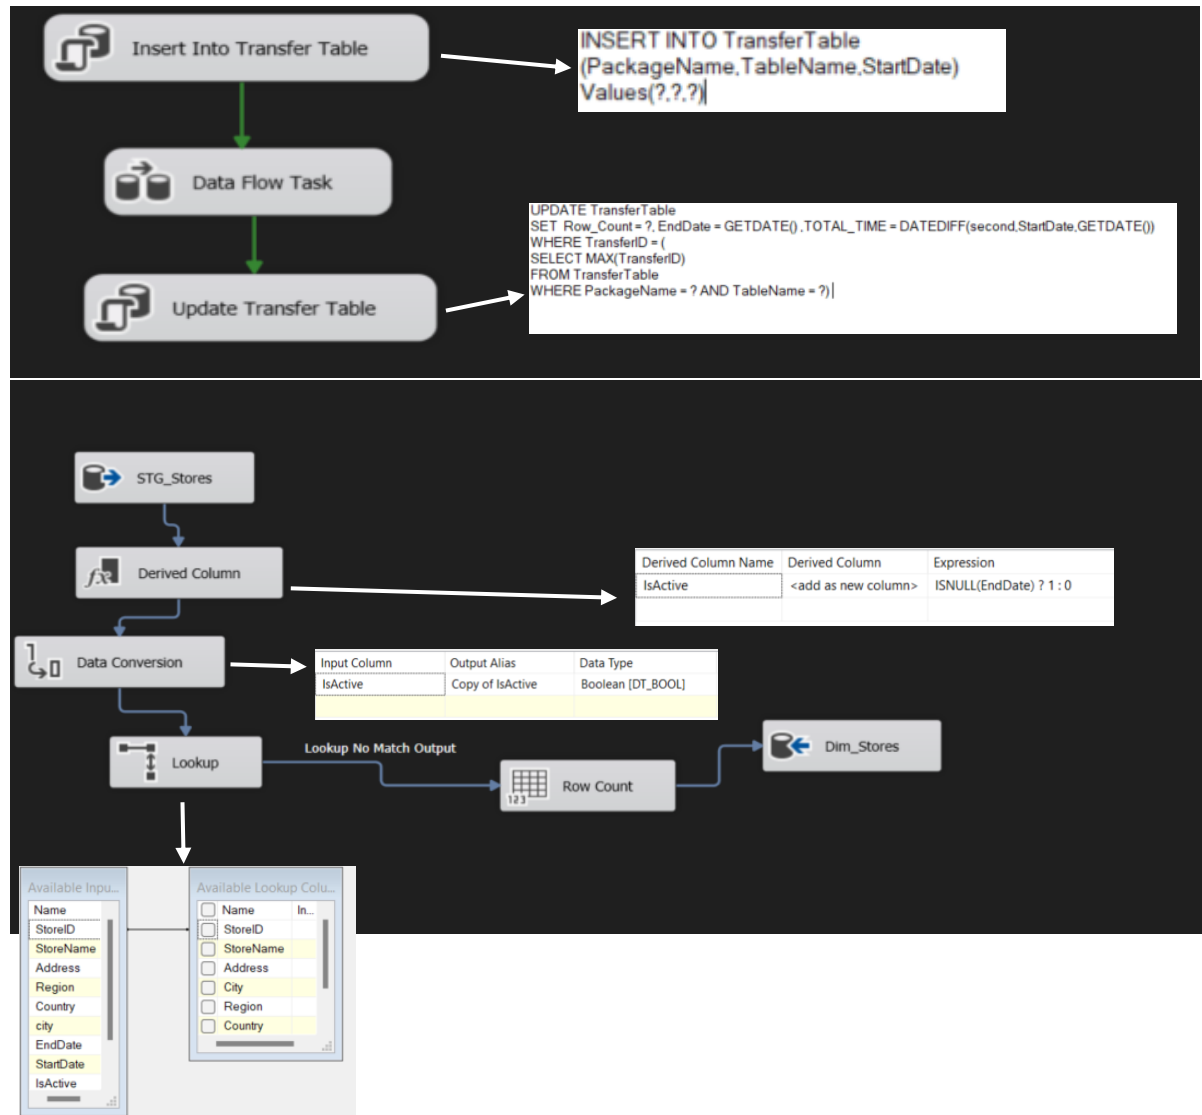 Insert Into Transfer Table
INSERT INTO TransferTable
(PackageName,TableName,StartDate)
Values(?,?,?)
Data Flow Task
UPDATE TransferTable
SET Row_Count = ?, EndDate = GETDATE() ,TOTAL_TIME = DATEDIFF(second,StartDate,GETDATE())
WHERE TransferID = (
SELECT MAX(TransferID)
FROM TransferTable
WHERE PackageName = ? AND TableName = ?)
Update Transfer Table
STG_Stores
Derived Column
Derived Column Name Derived Column Expression
IsActive <add as new column> ISNULL(EndDate) ? 1 : 0
Data Conversion
Input Column Output Alias Data Type
IsActive Copy of IsActive Boolean [DT_BOOL]
Lookup
Lookup No Match Output
123
Row Count
Dim_Stores
Available Inpu...
Name
StoreID
StoreName
Address
Region
Country
city
EndDate
StartDate
IsActive
Available Lookup Colu...
Name In...
StoreID
StoreName
Address
City
Region
Country